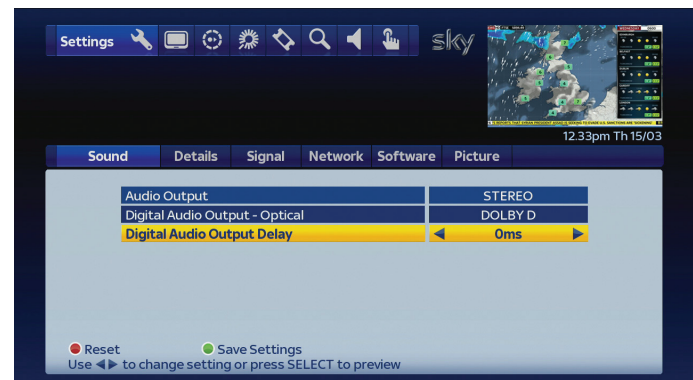 Settings
sky
12.33pm Th 15/03
Sound Details Signal Network Software Picture
Audio Output STEREO
Digital Audio Output - Optical DOLBY D
Digital Audio Output Delay 0ms
Reset Save Settings
Use ◀▶ to change setting or press SELECT to preview